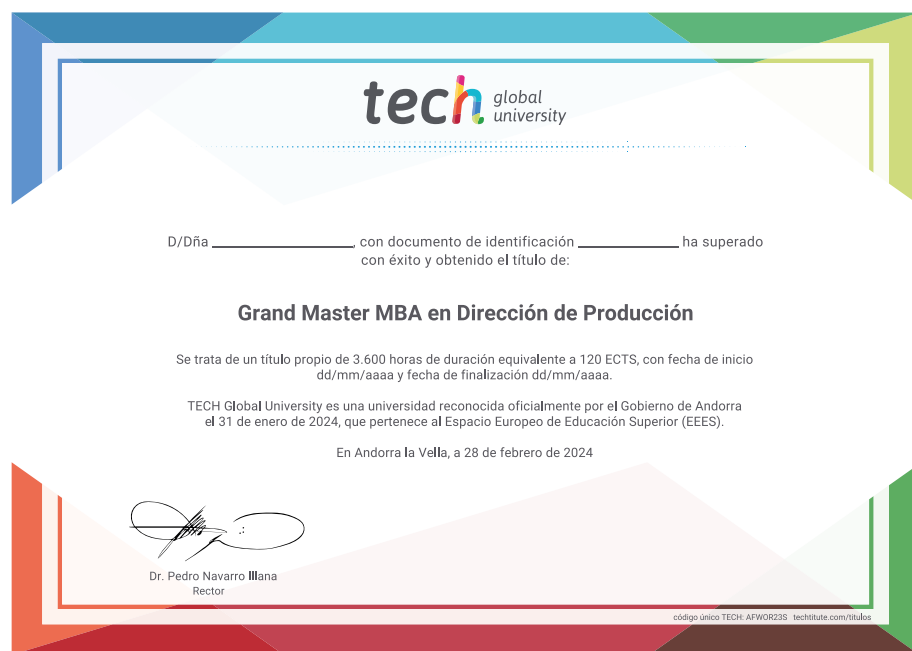 tech global university
D/Dña ____________________, con documento de identificación ______________ ha superado
con éxito y obtenido el título de:
Grand Master MBA en Dirección de Producción
Se trata de un título propio de 3.600 horas de duración equivalente a 120 ECTS, con fecha de inicio
dd/mm/aaaa y fecha de finalización dd/mm/aaaa.
TECH Global University es una universidad reconocida oficialmente por el Gobierno de Andorra
el 31 de enero de 2024, que pertenece al Espacio Europeo de Educación Superior (EEES).
En Andorra la Vella, a 28 de febrero de 2024
Dr. Pedro Navarro Illana
Rector
código único TECH: AFWOR23S techtitute.com/titulos